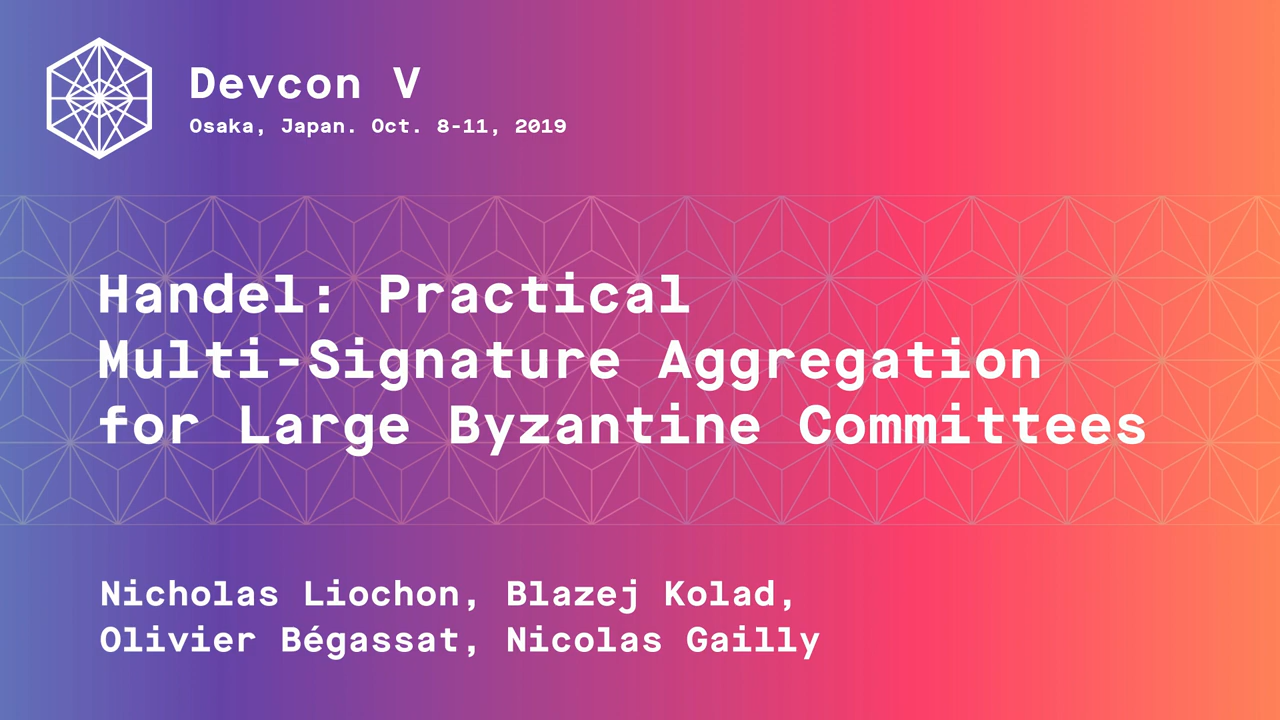 Devcon V
Osaka, Japan. Oct. 8-11, 2019
Handel: Practical
Multi-Signature Aggregation
for Large Byzantine Committees
Nicholas Liochon, Blazej Kolad,
Olivier Bégassat, Nicolas Gailly